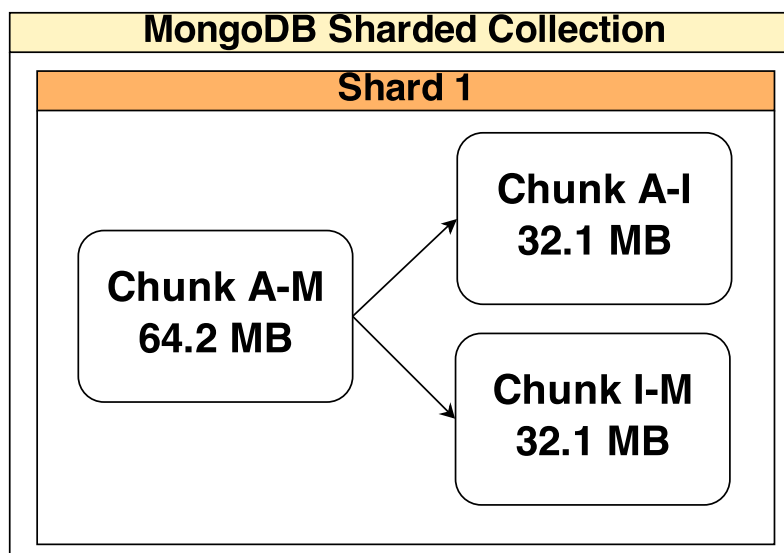 MongoDB Sharded Collection
Shard 1
Chunk A-M
64.2 MB
Chunk A-I
32.1 MB
Chunk I-M
32.1 MB